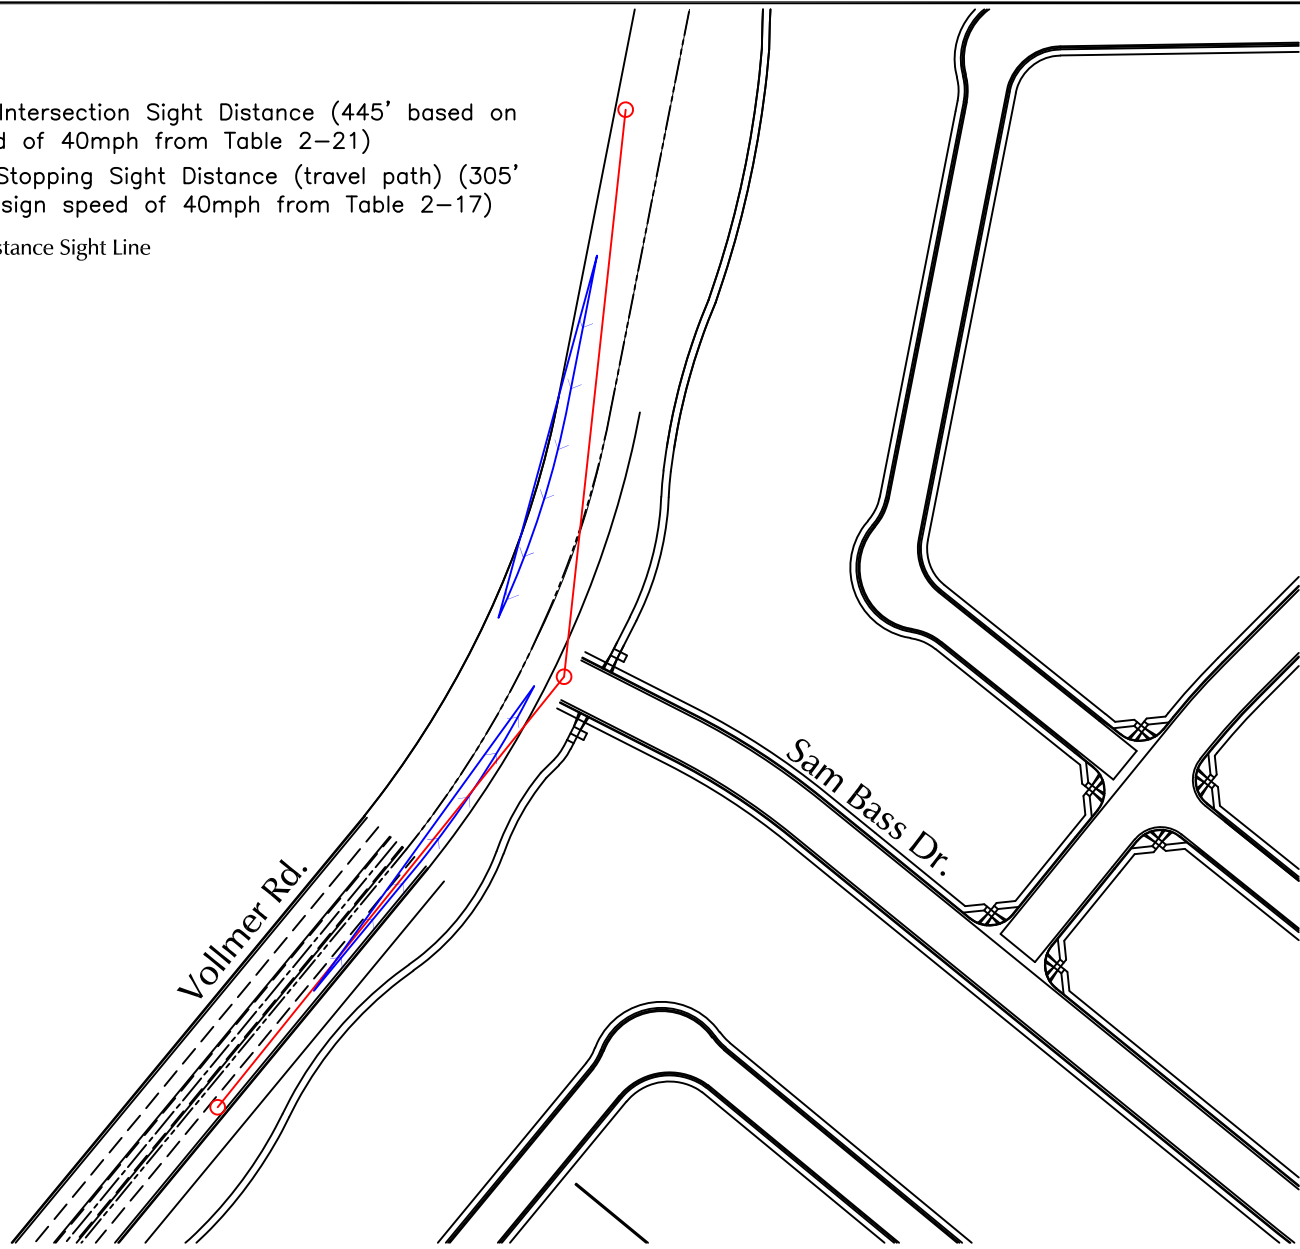 Intersection Sight Distance (445' based on
d of 40mph from Table 2-21)
Stopping Sight Distance (travel path) (305'
sign speed of 40mph from Table 2-17)
stance Sight Line
Sam Bass Dr.
Vollmer Rd.